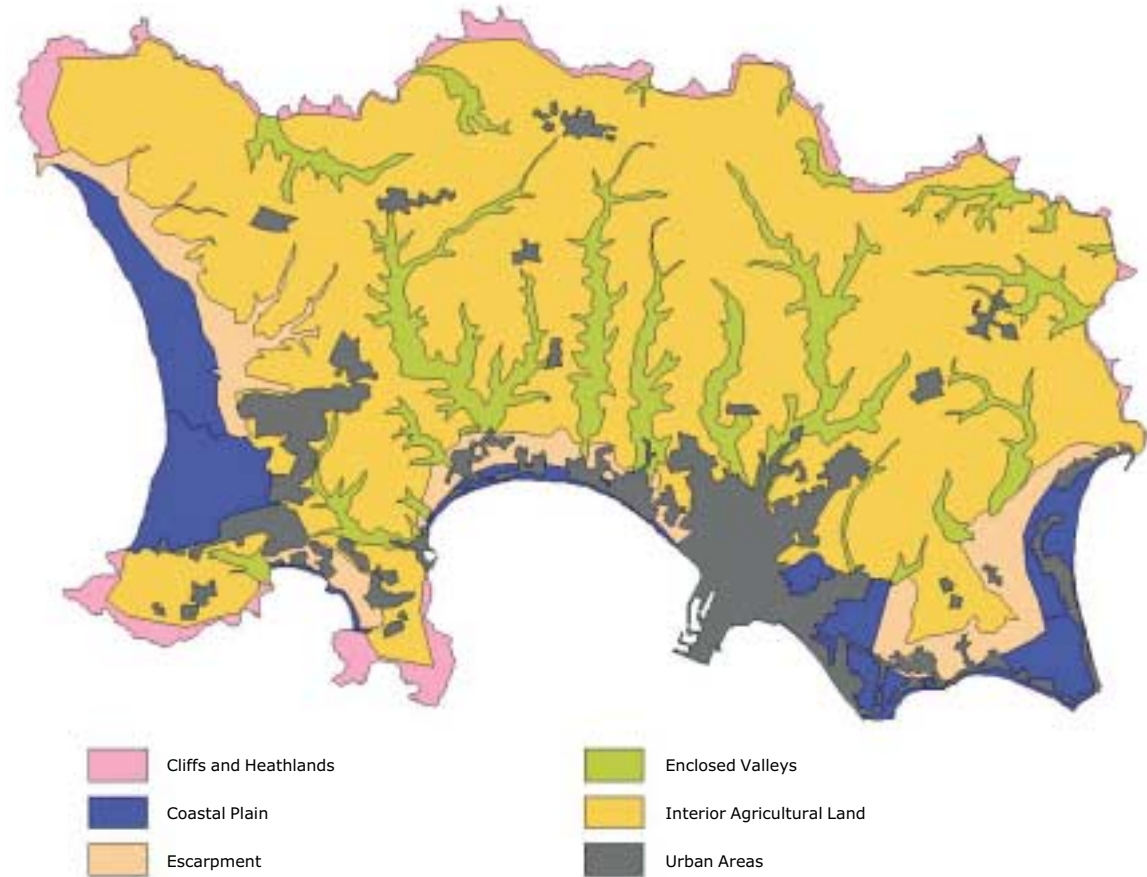 Cliffs and Heathlands
Coastal Plain
Escarpment
Enclosed Valleys
Interior Agricultural Land
Urban Areas